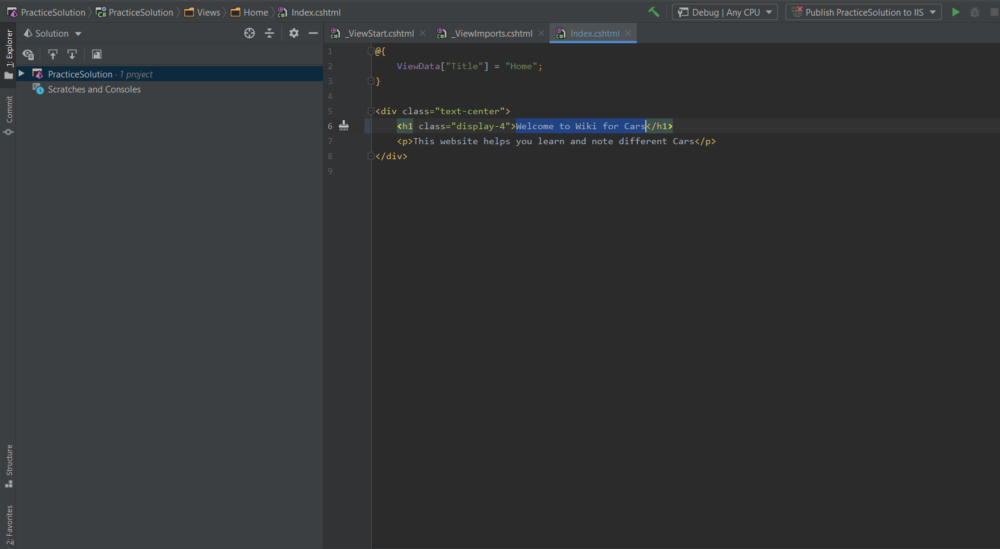 PracticeSolution PracticeSolution Views Home Index.cshtml Debug | Any CPU Publish PracticeSolution to IIS
1: Explorer
Commit
Structure
2: Favorites
Solution
PracticeSolution · 1 project
Scratches and Consoles
_ViewStart.cshtml _ViewImports.cshtml Index.cshtml
1 @{
2     ViewData["Title"] = "Home";
3 }
4
5 <div class="text-center">
6     <h1 class="display-4">Welcome to Wiki for Cars</h1>
7     <p>This website helps you learn and note different Cars</p>
8 </div>
9